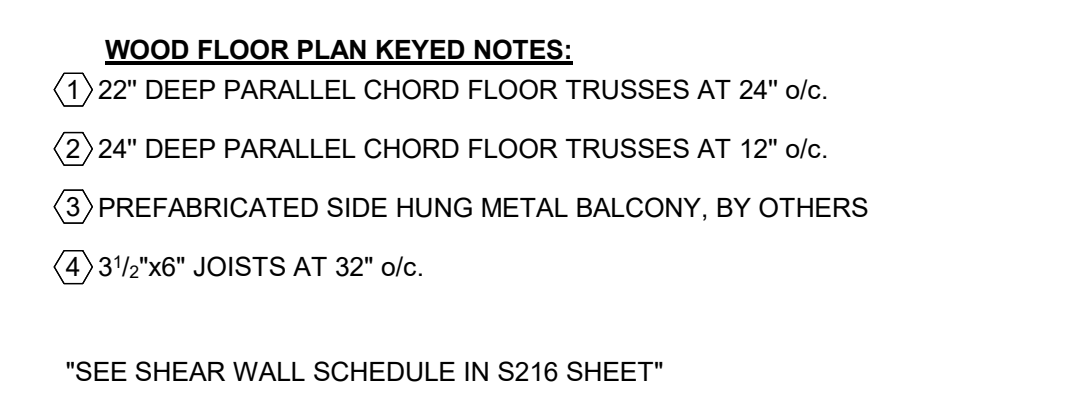 WOOD FLOOR PLAN KEYED NOTES:
1 22" DEEP PARALLEL CHORD FLOOR TRUSSES AT 24" o/c.
2 24" DEEP PARALLEL CHORD FLOOR TRUSSES AT 12" o/c.
3 PREFABRICATED SIDE HUNG METAL BALCONY, BY OTHERS
4 3¹/₂"x6" JOISTS AT 32" o/c.
"SEE SHEAR WALL SCHEDULE IN S216 SHEET"